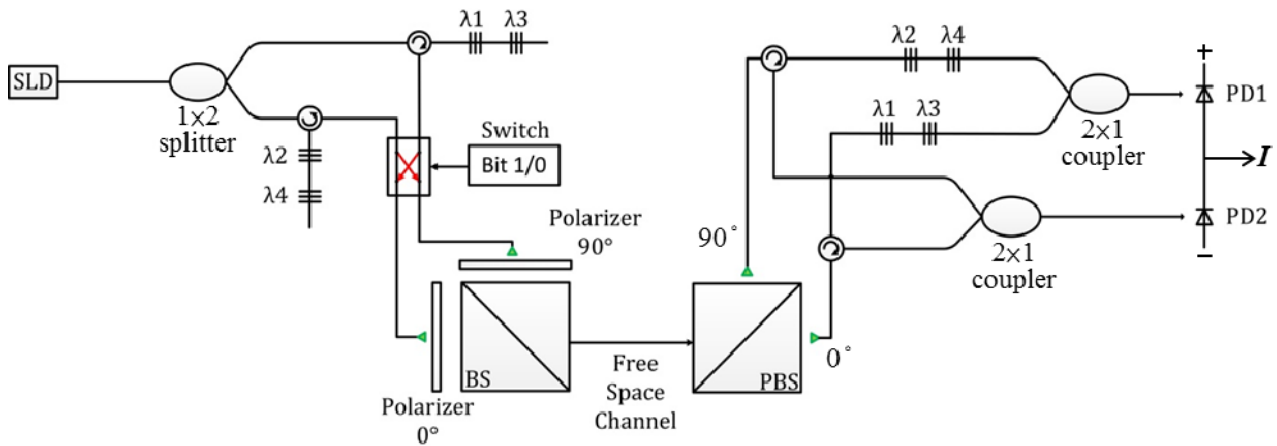 SLD
1×2
splitter
λ1
λ3
λ2
λ4
Switch
Bit 1/0
Polarizer
90°
Polarizer
0°
BS
Free
Space
Channel
PBS
90°
0°
λ2
λ4
λ1
λ3
2×1
coupler
2×1
coupler
+
PD1
I
PD2
−